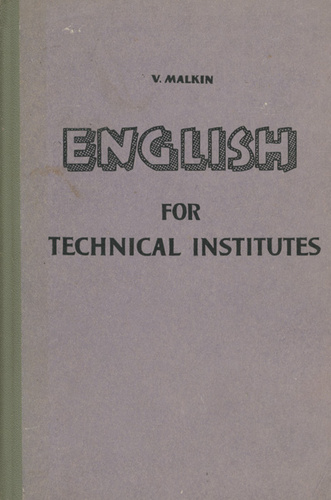 V. MALKIN
ENGLISH
FOR
TECHNICAL INSTITUTES